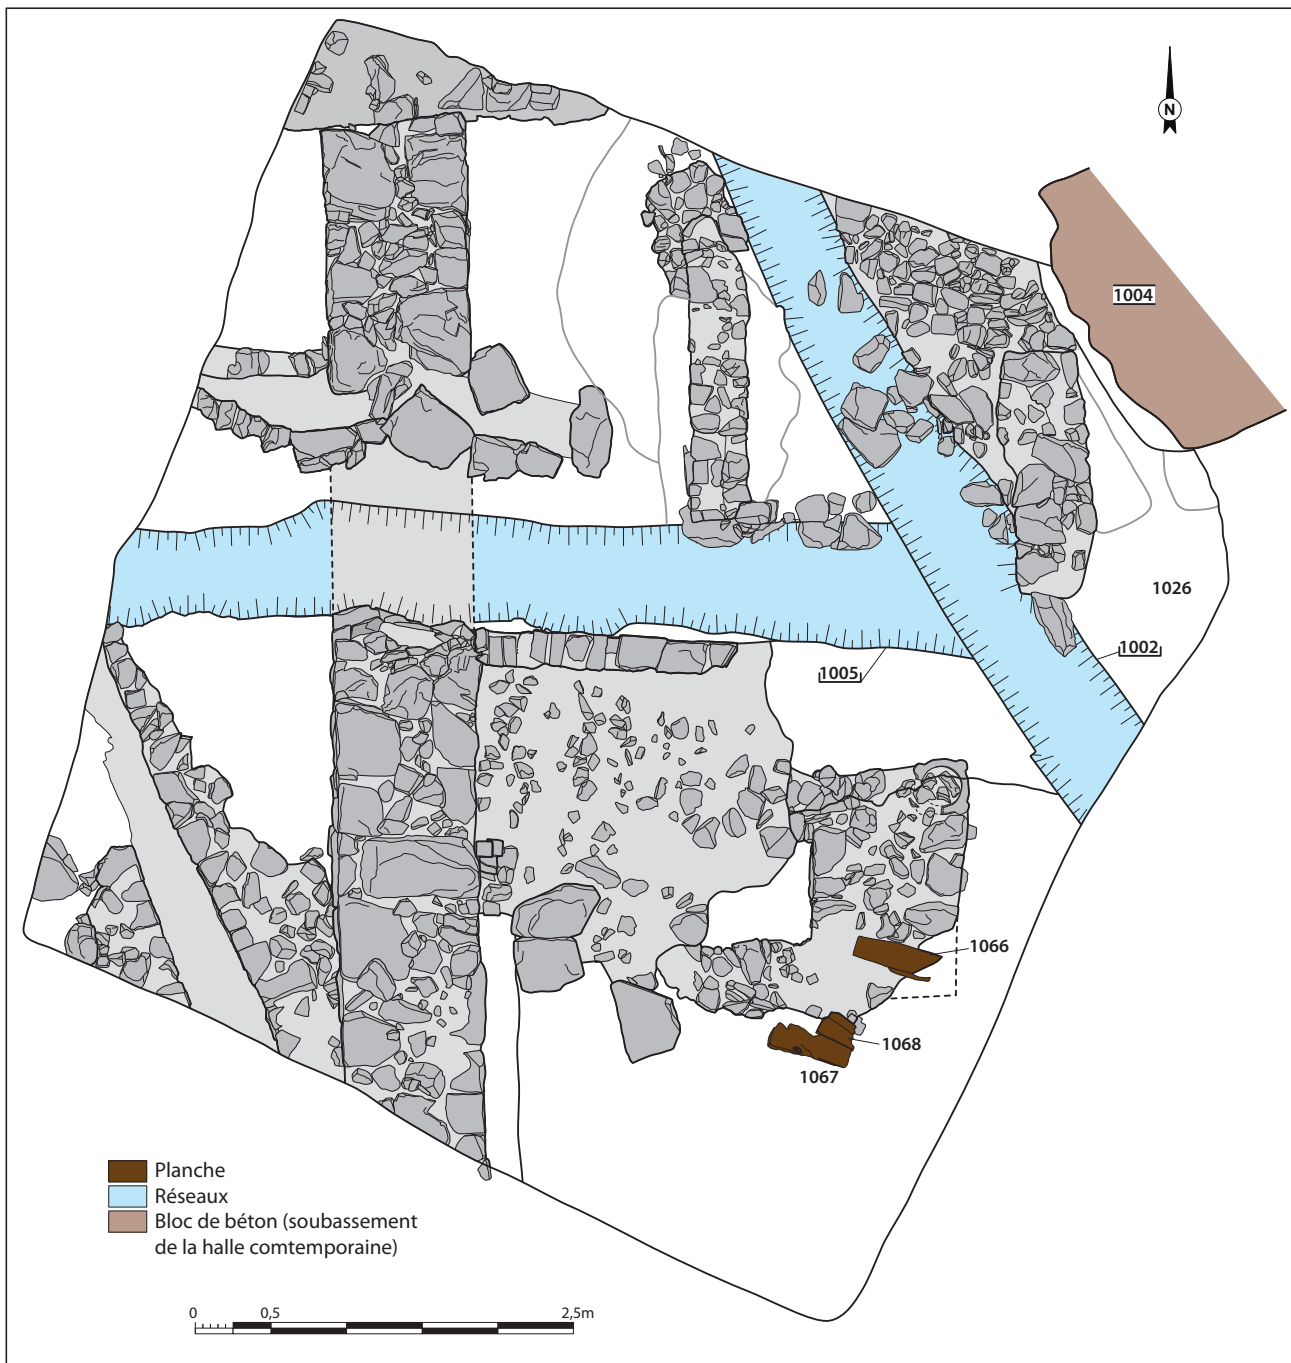 N
1004
1026
1002
1005
1066
1068
1067
Planche
Réseaux
Bloc de béton (soubassement
de la halle comtemporaine)
0 0,5 2,5m